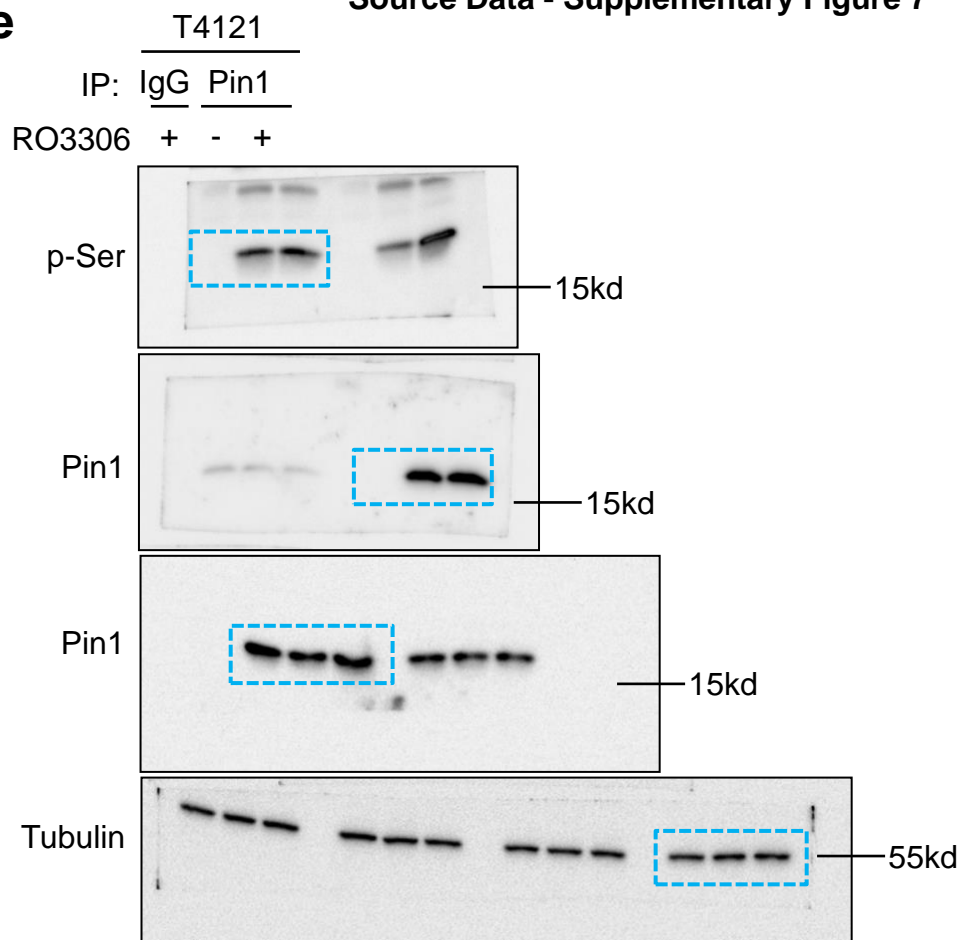 e
Source Data - Supplementary Figure 7
T4121
IP: IgG Pin1
RO3306 + - +
p-Ser
15kd
Pin1
15kd
Pin1
15kd
Tubulin
55kd